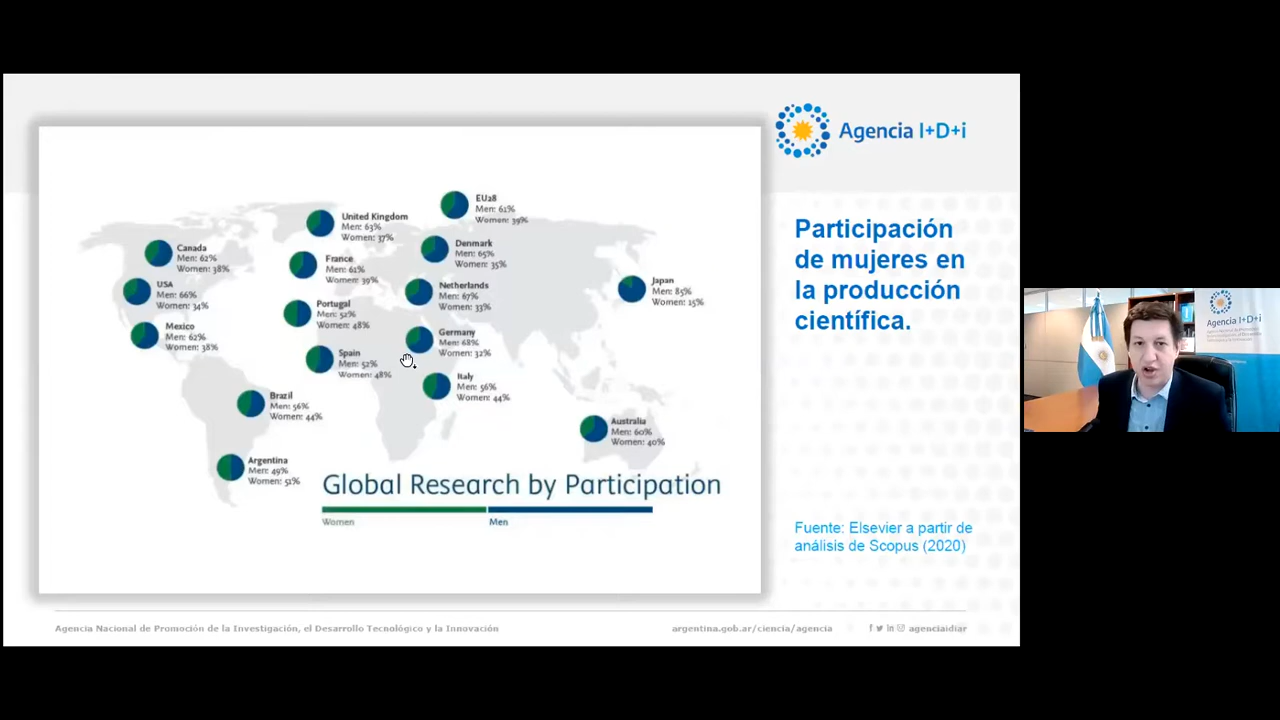 Agencia I+D+i
EU28
Men: 61%
Women: 39%
United Kingdom
Men: 63%
Women: 37%
Denmark
Men: 65%
Women: 35%
Canada
Men: 62%
Women: 38%
France
Men: 61%
Women: 39%
USA
Men: 66%
Women: 34%
Netherlands
Men: 67%
Women: 33%
Japan
Men: 85%
Women: 15%
Portugal
Men: 52%
Women: 48%
Mexico
Men: 62%
Women: 38%
Germany
Men: 68%
Women: 32%
Spain
Men: 52%
Women: 48%
Italy
Men: 56%
Women: 44%
Brazil
Men: 56%
Women: 44%
Australia
Men: 60%
Women: 40%
Argentina
Men: 49%
Women: 51%
Global Research by Participation
Women
Men
Participación
de mujeres en
la producción
científica.
Fuente: Elsevier a partir de
análisis de Scopus (2020)
Agencia Nacional de Promoción de la Investigación, el Desarrollo Tecnológico y la Innovación
argentina.gob.ar/ciencia/agencia
agenciaidiar
Agencia I+D+i